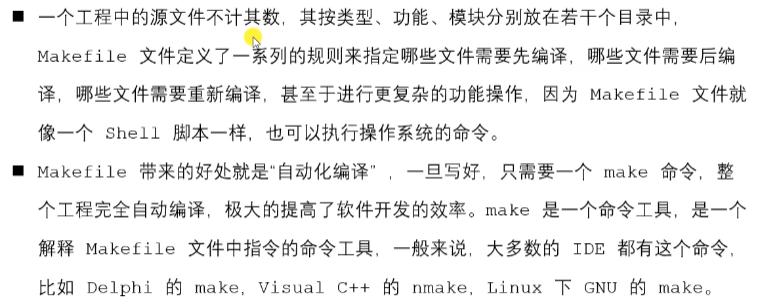 ■ 一个工程中的源文件不计其数，其按类型、功能、模块分别放在若干个目录中，
Makefile 文件定义了一系列的规则来指定哪些文件需要先编译，哪些文件需要后编
译，哪些文件需要重新编译，甚至于进行更复杂的功能操作，因为 Makefile 文件就
像一个 Shell 脚本一样，也可以执行操作系统的命令。
■ Makefile 带来的好处就是“自动化编译” ，一旦写好，只需要一个 make 命令，整
个工程完全自动编译，极大的提高了软件开发的效率。make 是一个命令工具，是一个
解释 Makefile 文件中指令的命令工具，一般来说，大多数的 IDE 都有这个命令，
比如 Delphi 的 make，Visual C++ 的 nmake，Linux 下 GNU 的 make。